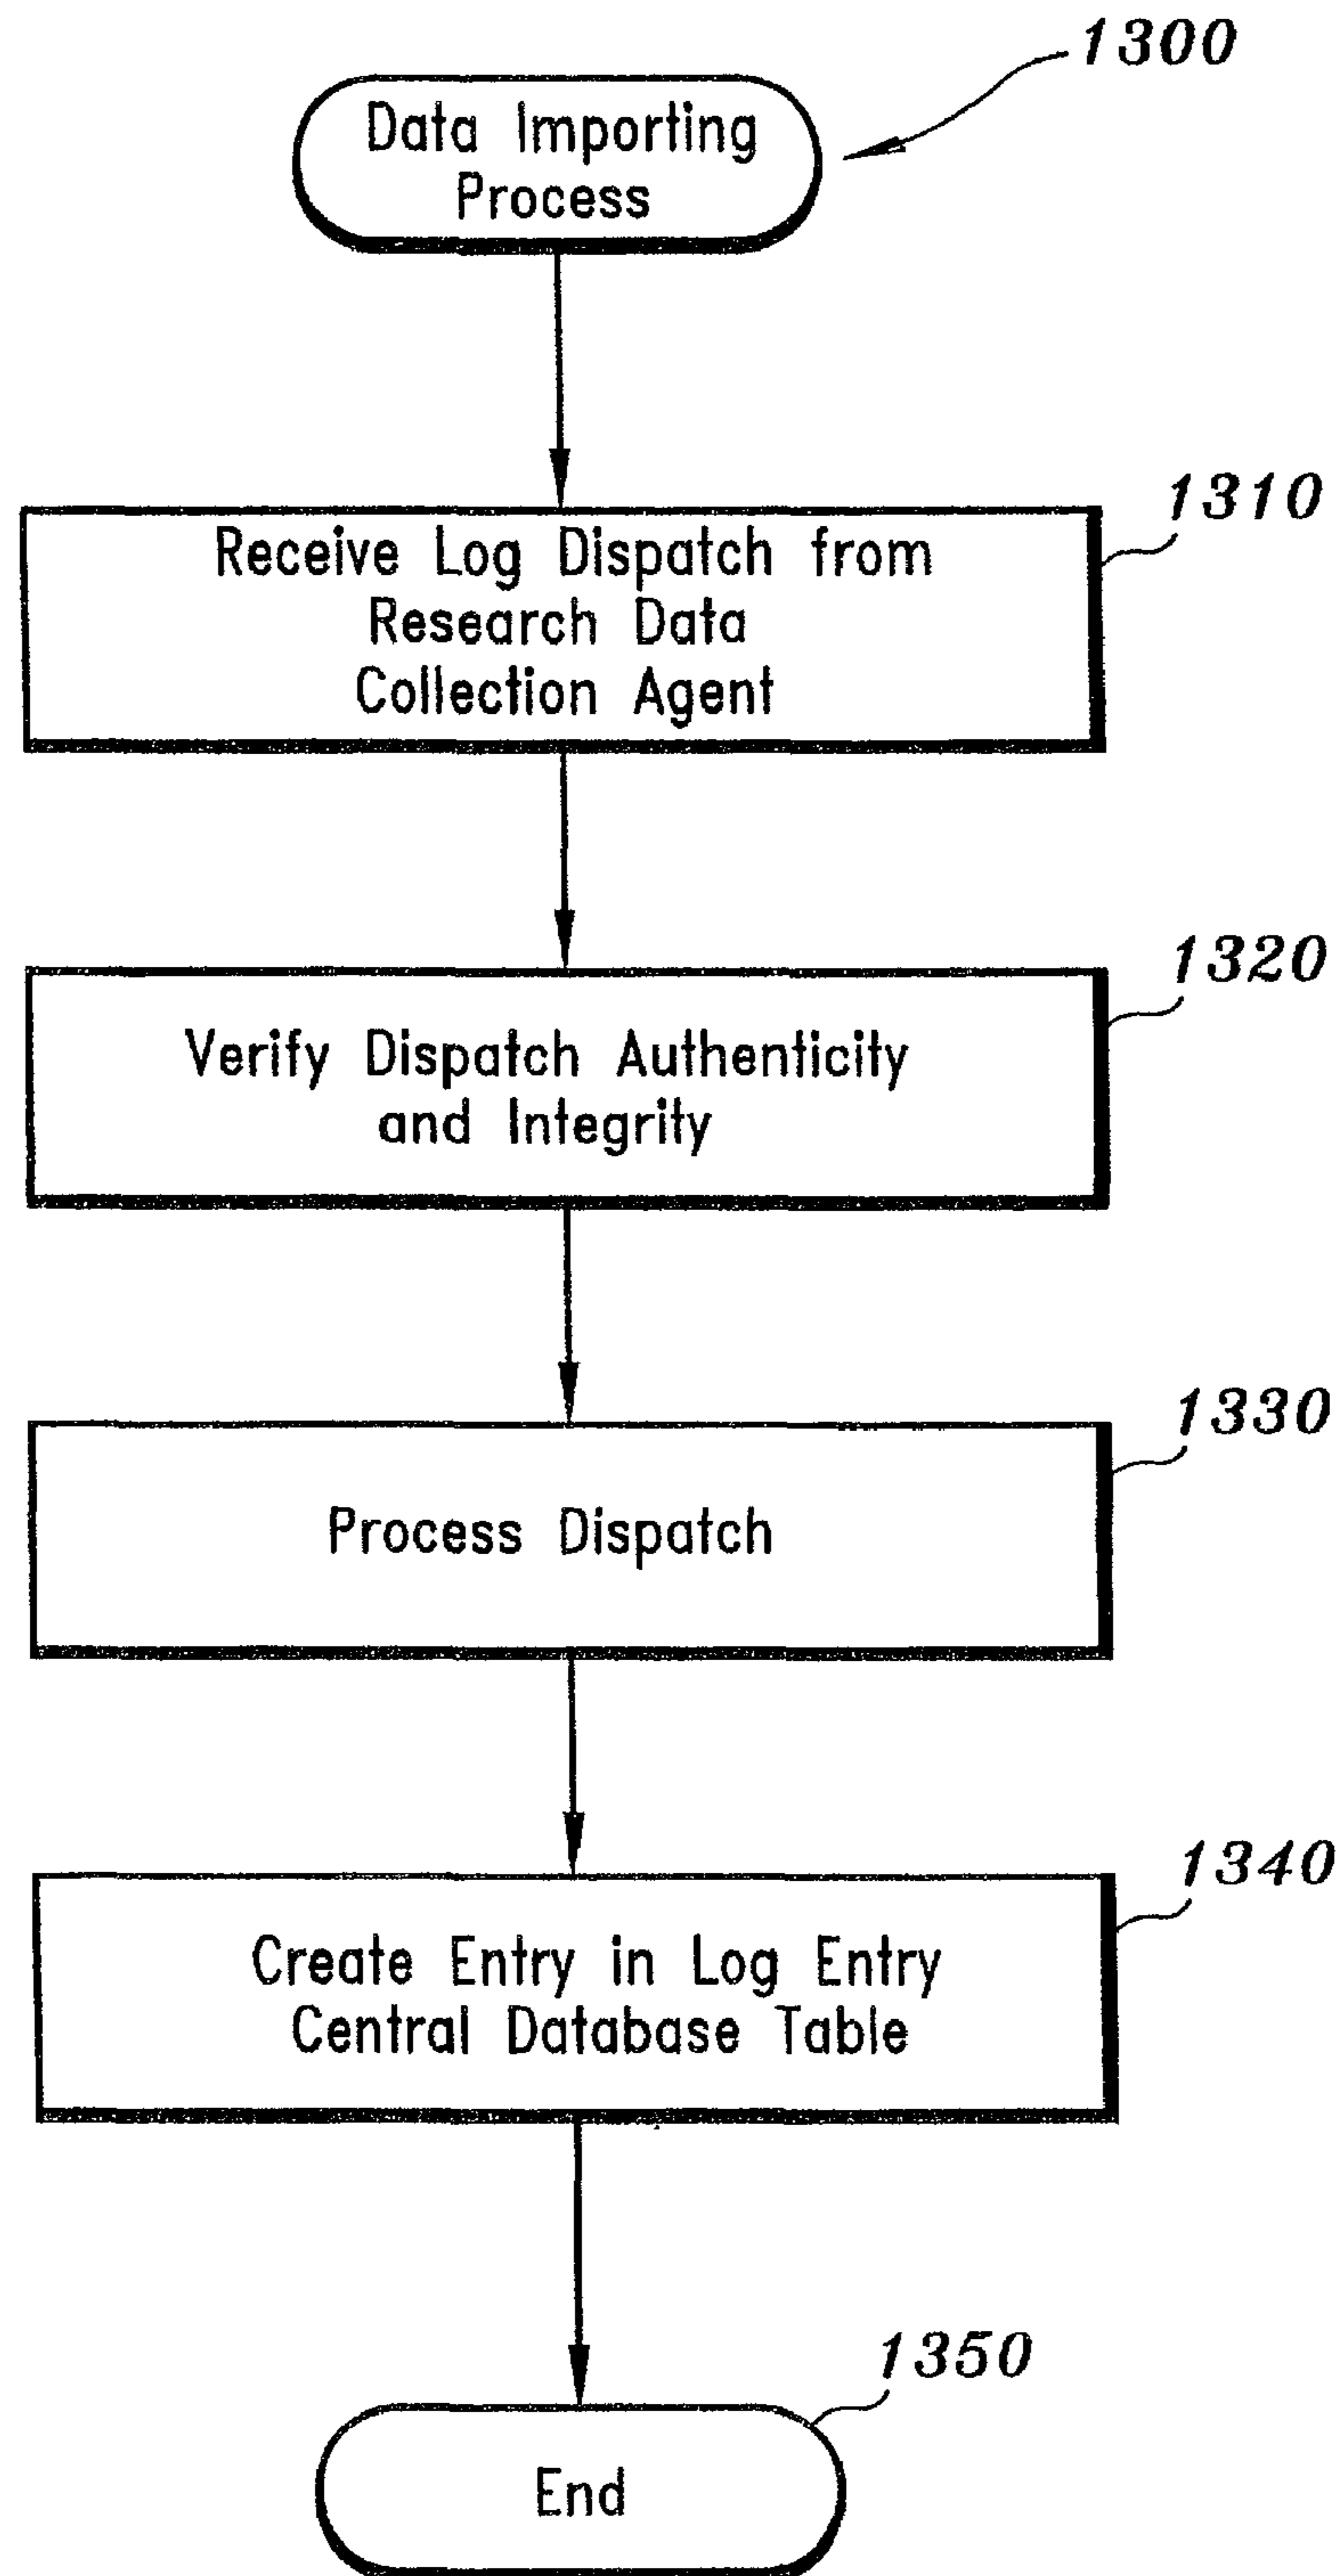 1300
Data Importing
Process
1310
Receive Log Dispatch from
Research Data
Collection Agent
1320
Verify Dispatch Authenticity
and Integrity
1330
Process Dispatch
1340
Create Entry in Log Entry
Central Database Table
1350
End